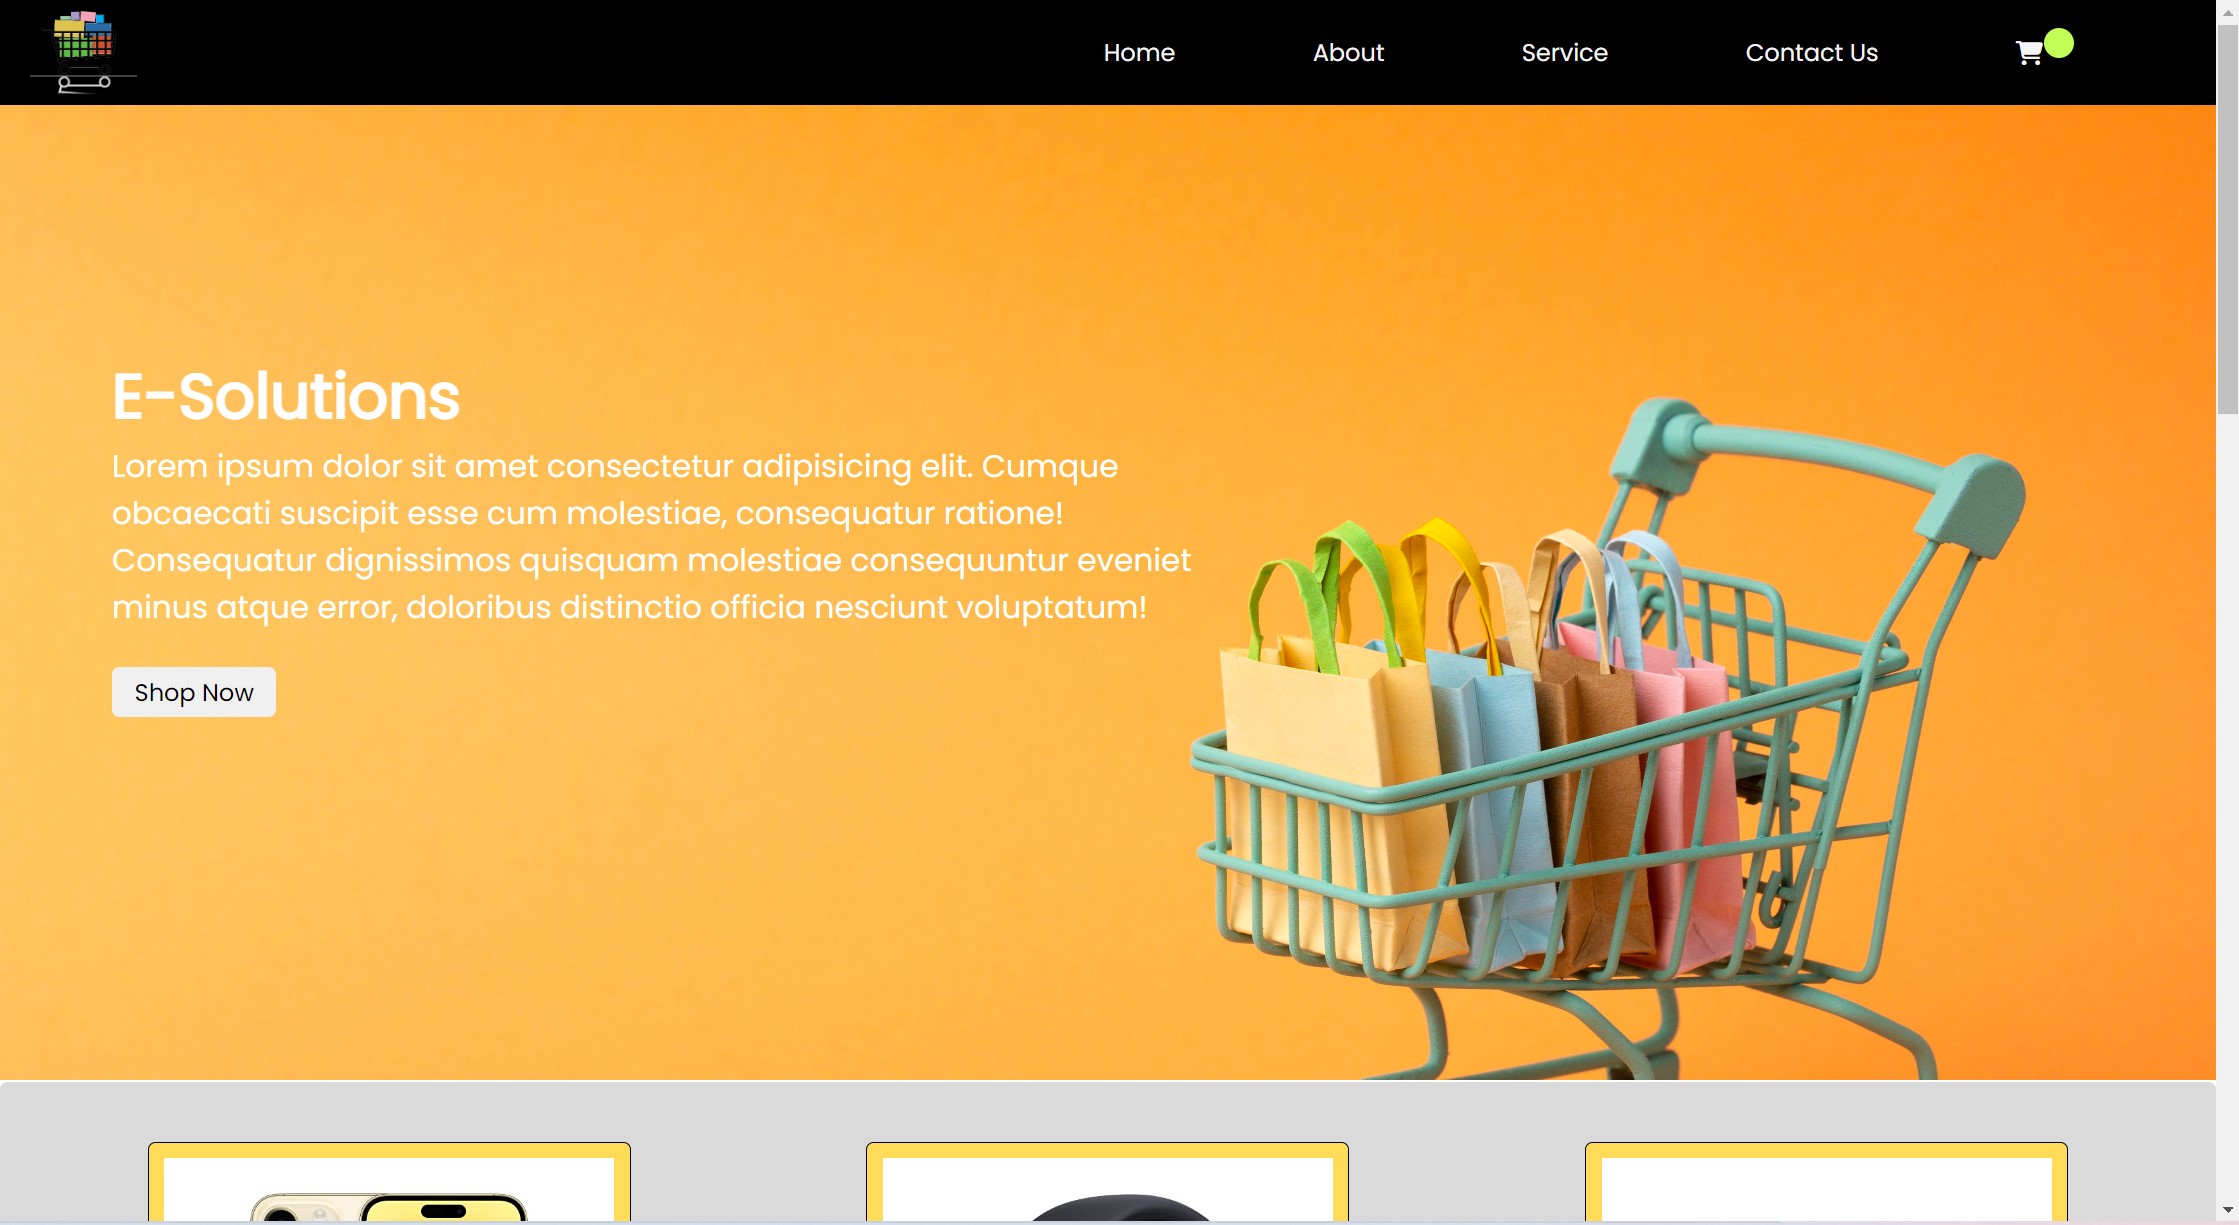 Home
About
Service
Contact Us
E-Solutions
Lorem ipsum dolor sit amet consectetur adipisicing elit. Cumque
obcaecati suscipit esse cum molestiae, consequatur ratione!
Consequatur dignissimos quisquam molestiae consequuntur eveniet
minus atque error, doloribus distinctio officia nesciunt voluptatum!
Shop Now